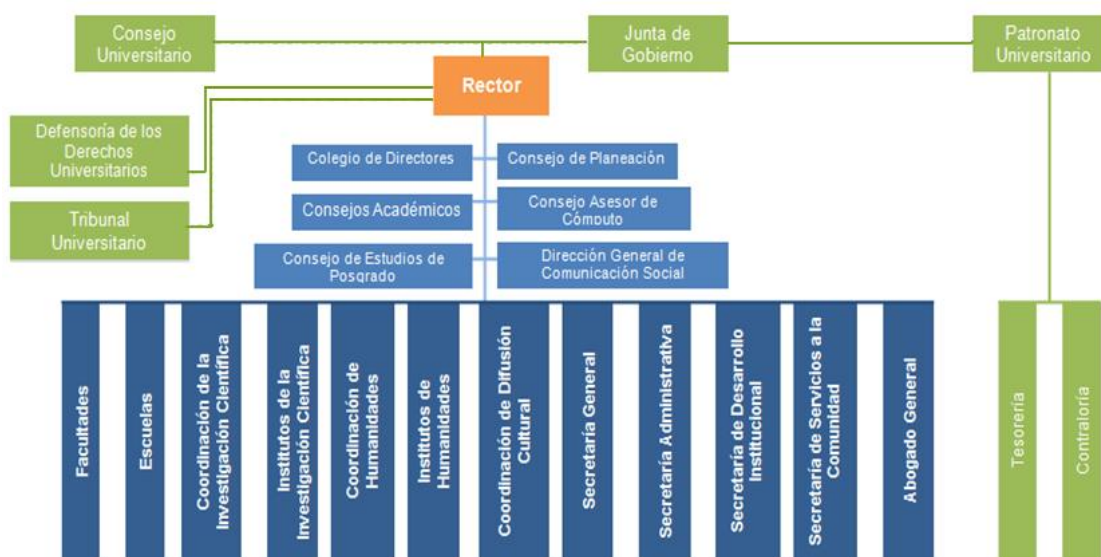 Consejo
Universitario
Junta de
Gobierno
Patronato
Universitario
Rector
Defensoría de los
Derechos
Universitarios
Tribunal
Universitario
Colegio de Directores
Consejo de Planeación
Consejos Académicos
Consejo Asesor de
Cómputo
Consejo de Estudios de
Posgrado
Dirección General de
Comunicación Social
Facultades
Escuelas
Coordinación de la
Investigación Científica
Institutos de la
Investigación Científica
Coordinación de
Humanidades
Institutos de
Humanidades
Coordinación de Difusión
Cultural
Secretaría General
Secretaría Administrativa
Secretaría de Desarrollo
Institucional
Secretaría de Servicios a la
Comunidad
Abogado General
Tesorería
Contraloría